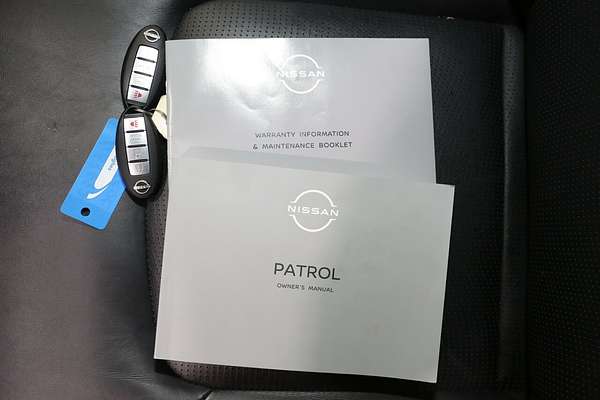 NISSAN
WARRANTY INFORMATION
& MAINTENANCE BOOKLET
NISSAN
PATROL
OWNER'S MANUAL